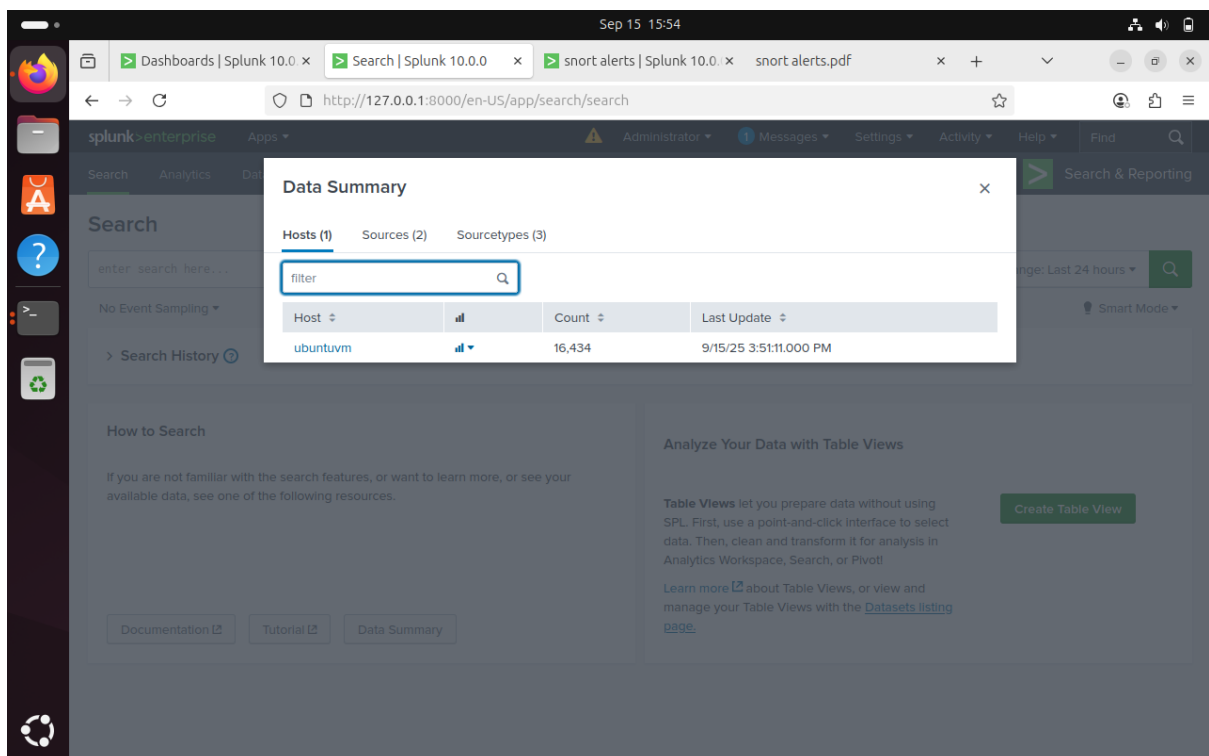 Sep 15 15:54
Dashboards | Splunk 10.0 × Search | Splunk 10.0.0 × snort alerts | Splunk 10.0. × snort alerts.pdf × +
http://127.0.0.1:8000/en-US/app/search/search
splunk>enterprise Apps Administrator 1 Messages Settings Activity Help Find
Search Analytics Dat Search & Reporting
Data Summary ×
Search
Hosts (1) Sources (2) Sourcetypes (3)
enter search here... nge: Last 24 hours
filter
No Event Sampling Smart Mode
Host Count Last Update
ubuntuvm 16,434 9/15/25 3:51:11.000 PM
> Search History ?
How to Search
If you are not familiar with the search features, or want to learn more, or see your
available data, see one of the following resources.
Documentation Tutorial Data Summary
Analyze Your Data with Table Views
Table Views let you prepare data without using
SPL. First, use a point-and-click interface to select
data. Then, clean and transform it for analysis in
Analytics Workspace, Search, or Pivot!
Learn more about Table Views, or view and
manage your Table Views with the Datasets listing
page.
Create Table View